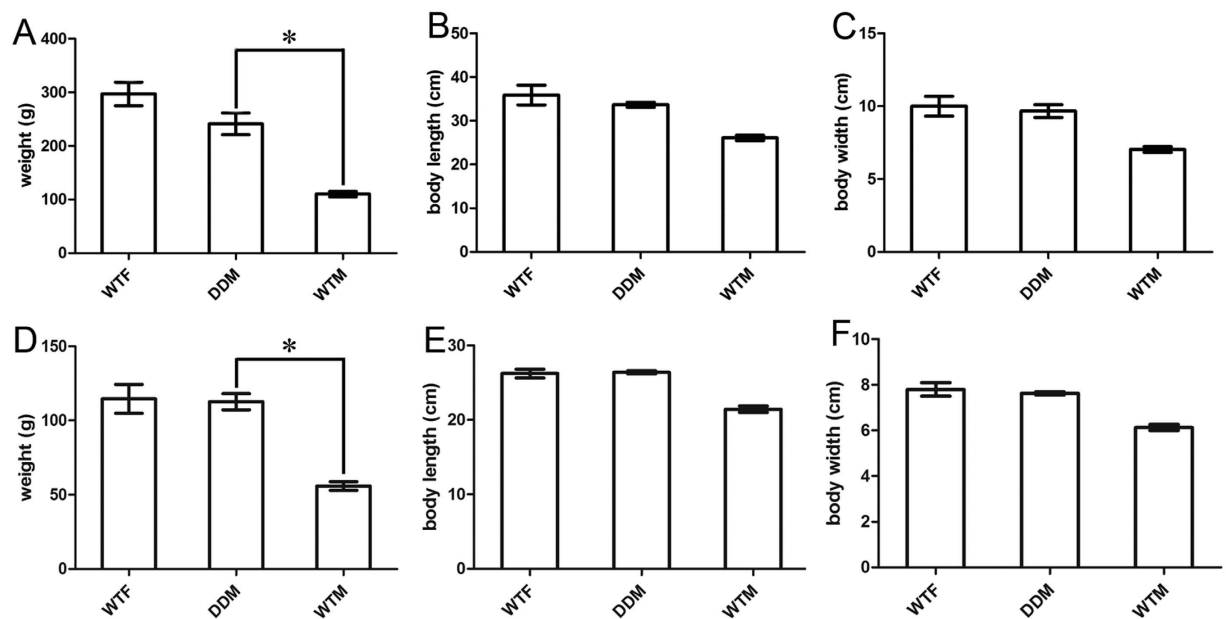 A
weight (g)
400
300
200
100
0
*
WTF
DDM
WTM
B
body length (cm)
50
40
30
20
10
0
WTF
DDM
WTM
C
body width (cm)
15
10
5
0
WTF
DDM
WTM
D
weight (g)
150
100
50
0
*
WTF
DDM
WTM
E
body length (cm)
30
20
10
0
WTF
DDM
WTM
F
body width (cm)
10
8
6
4
2
0
WTF
DDM
WTM